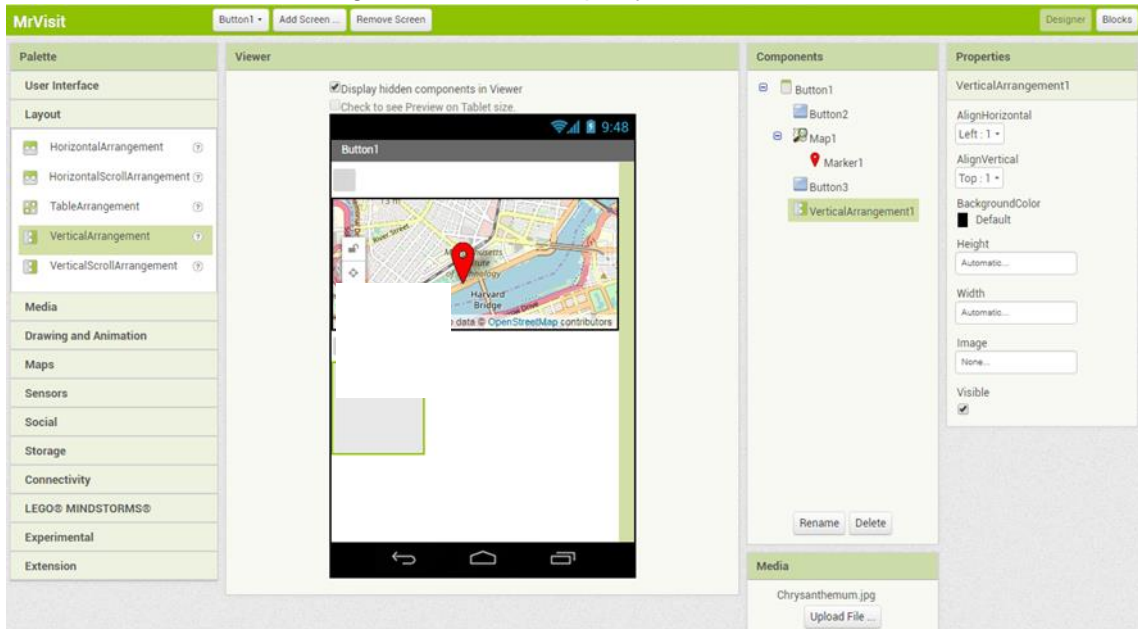 MrVisit
Button1
Add Screen ...
Remove Screen
Designer
Blocks
Palette
User Interface
Layout
HorizontalArrangement
HorizontalScrollArrangement
TableArrangement
VerticalArrangement
VerticalScrollArrangement
Media
Drawing and Animation
Maps
Sensors
Social
Storage
Connectivity
LEGO® MINDSTORMS®
Experimental
Extension
Viewer
Display hidden components in Viewer
Check to see Preview on Tablet size.
9:48
Button1
River Street
Harvard
Bridge
data © OpenStreetMap contributors
Components
Button1
Button2
Map1
Marker1
Button3
VerticalArrangement1
Rename
Delete
Media
Chrysanthemum.jpg
Upload File ...
Properties
VerticalArrangement1
AlignHorizontal
Left : 1
AlignVertical
Top : 1
BackgroundColor
Default
Height
Automatic...
Width
Automatic...
Image
None...
Visible